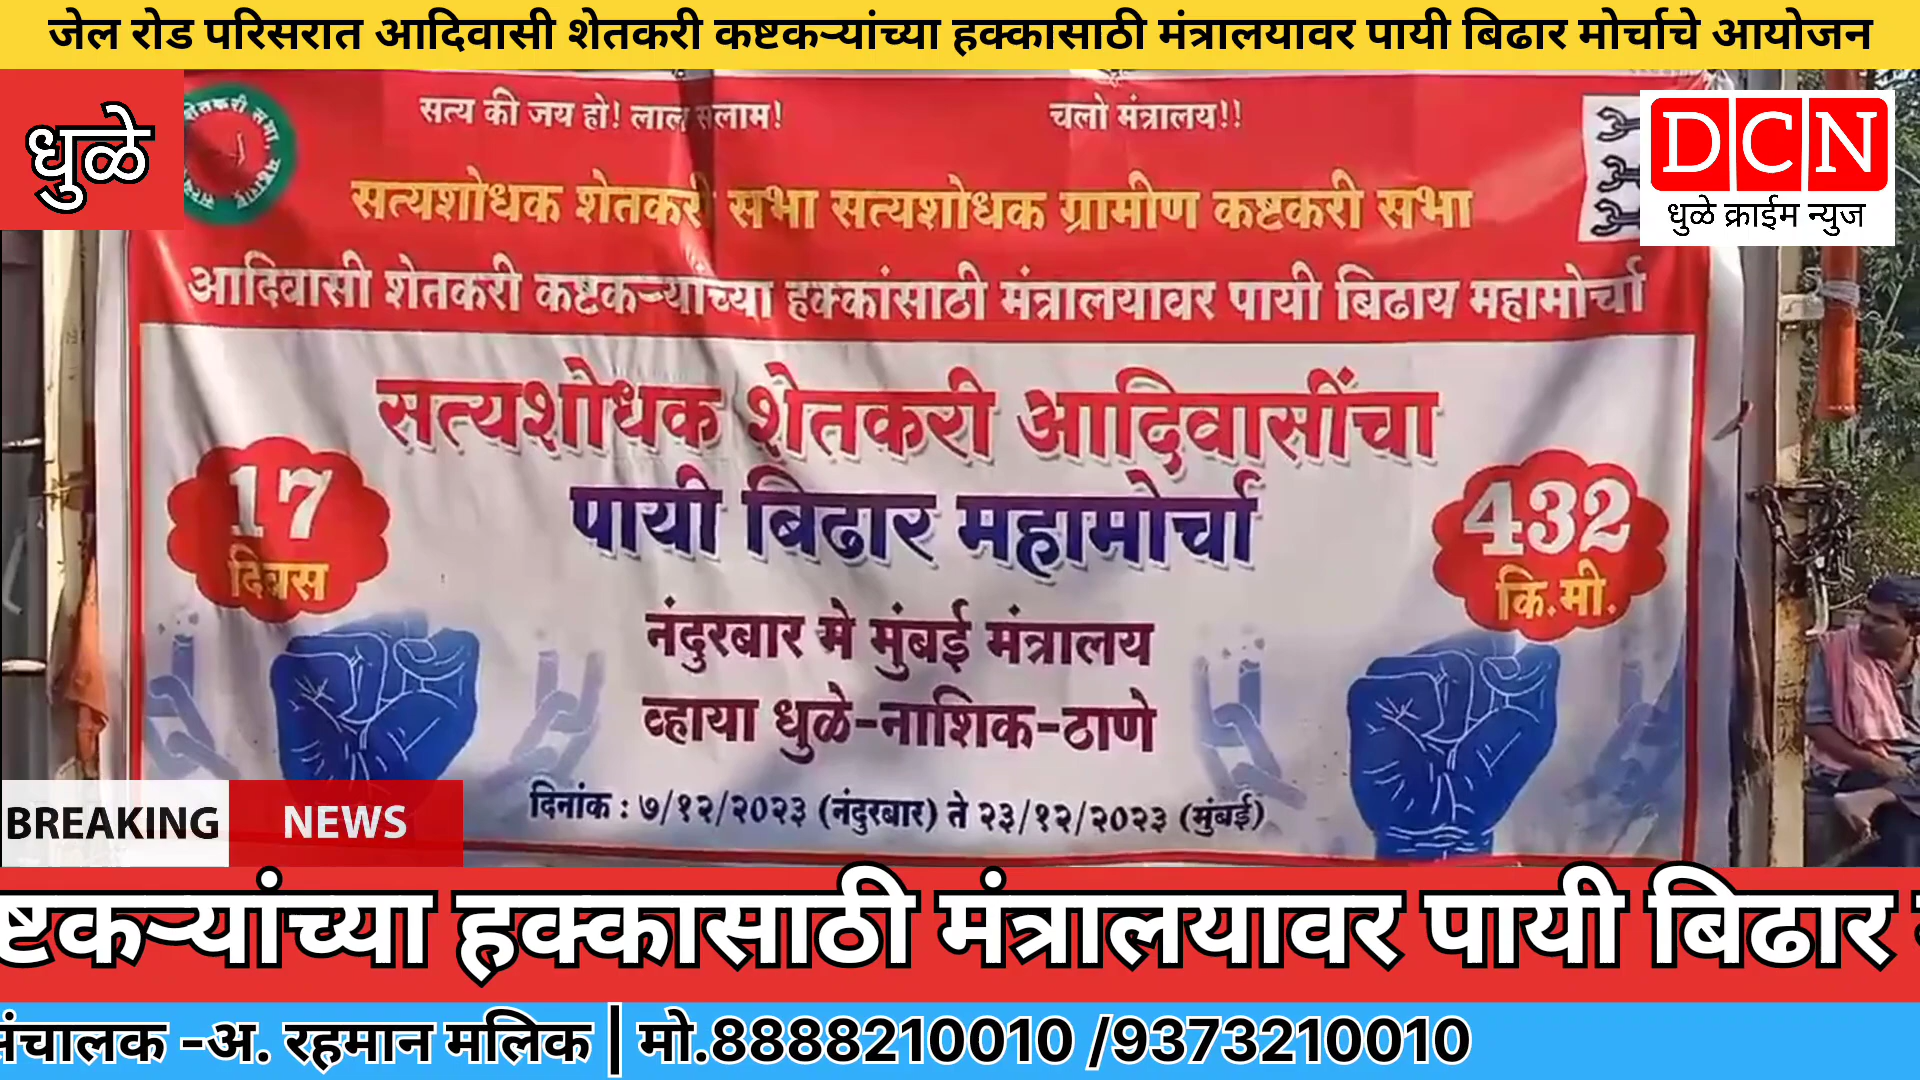 जेल रोड परिसरात आदिवासी शेतकरी कष्टकऱ्यांच्या हक्कासाठी मंत्रालयावर पायी बिढार मोर्चाचे आयोजन
धुळे
सत्य की जय हो! लाल सलाम!
चलो मंत्रालय!!
DCN
धुळे क्राईम न्युज
सत्यशोधक शेतकरी सभा सत्यशोधक ग्रामीण कष्टकरी सभा
आदिवासी शेतकरी कष्टकऱ्यांच्या हक्कांसाठी मंत्रालयावर पायी बिढाय महामोर्चा
सत्यशोधक शेतकरी आदिवासींचा
पायी बिढार महामोर्चा
17
दिवस
432
कि.मी.
नंदुरबार मे मुंबई मंत्रालय
व्हाया धुळे-नाशिक-ठाणे
दिनांक : ७/१२/२०२३ (नंदुरबार) ते २३/१२/२०२३ (मुंबई)
BREAKING NEWS
ष्टकऱ्यांच्या हक्कासाठी मंत्रालयावर पायी बिढार
संचालक -अ. रहमान मलिक | मो.8888210010 /9373210010